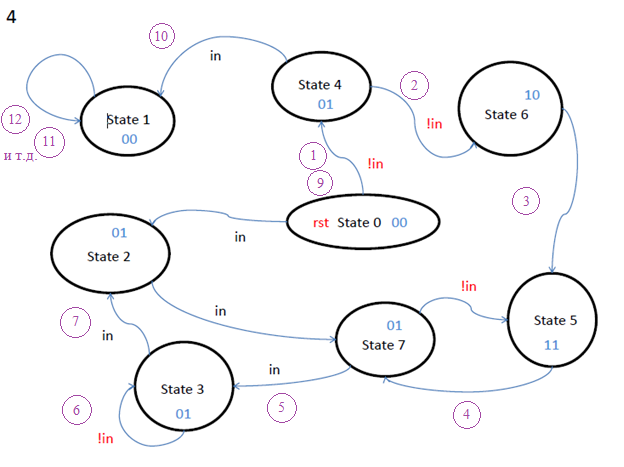 4
10
in
State 4
01
2
10
State 6
12
State 1
00
11
и т.д.
!in
1
!in
9
3
rst State 0 00
01
State 2
in
!in
7
in
in
01
State 7
State 5
11
in
State 3
01
6
!in
5
4